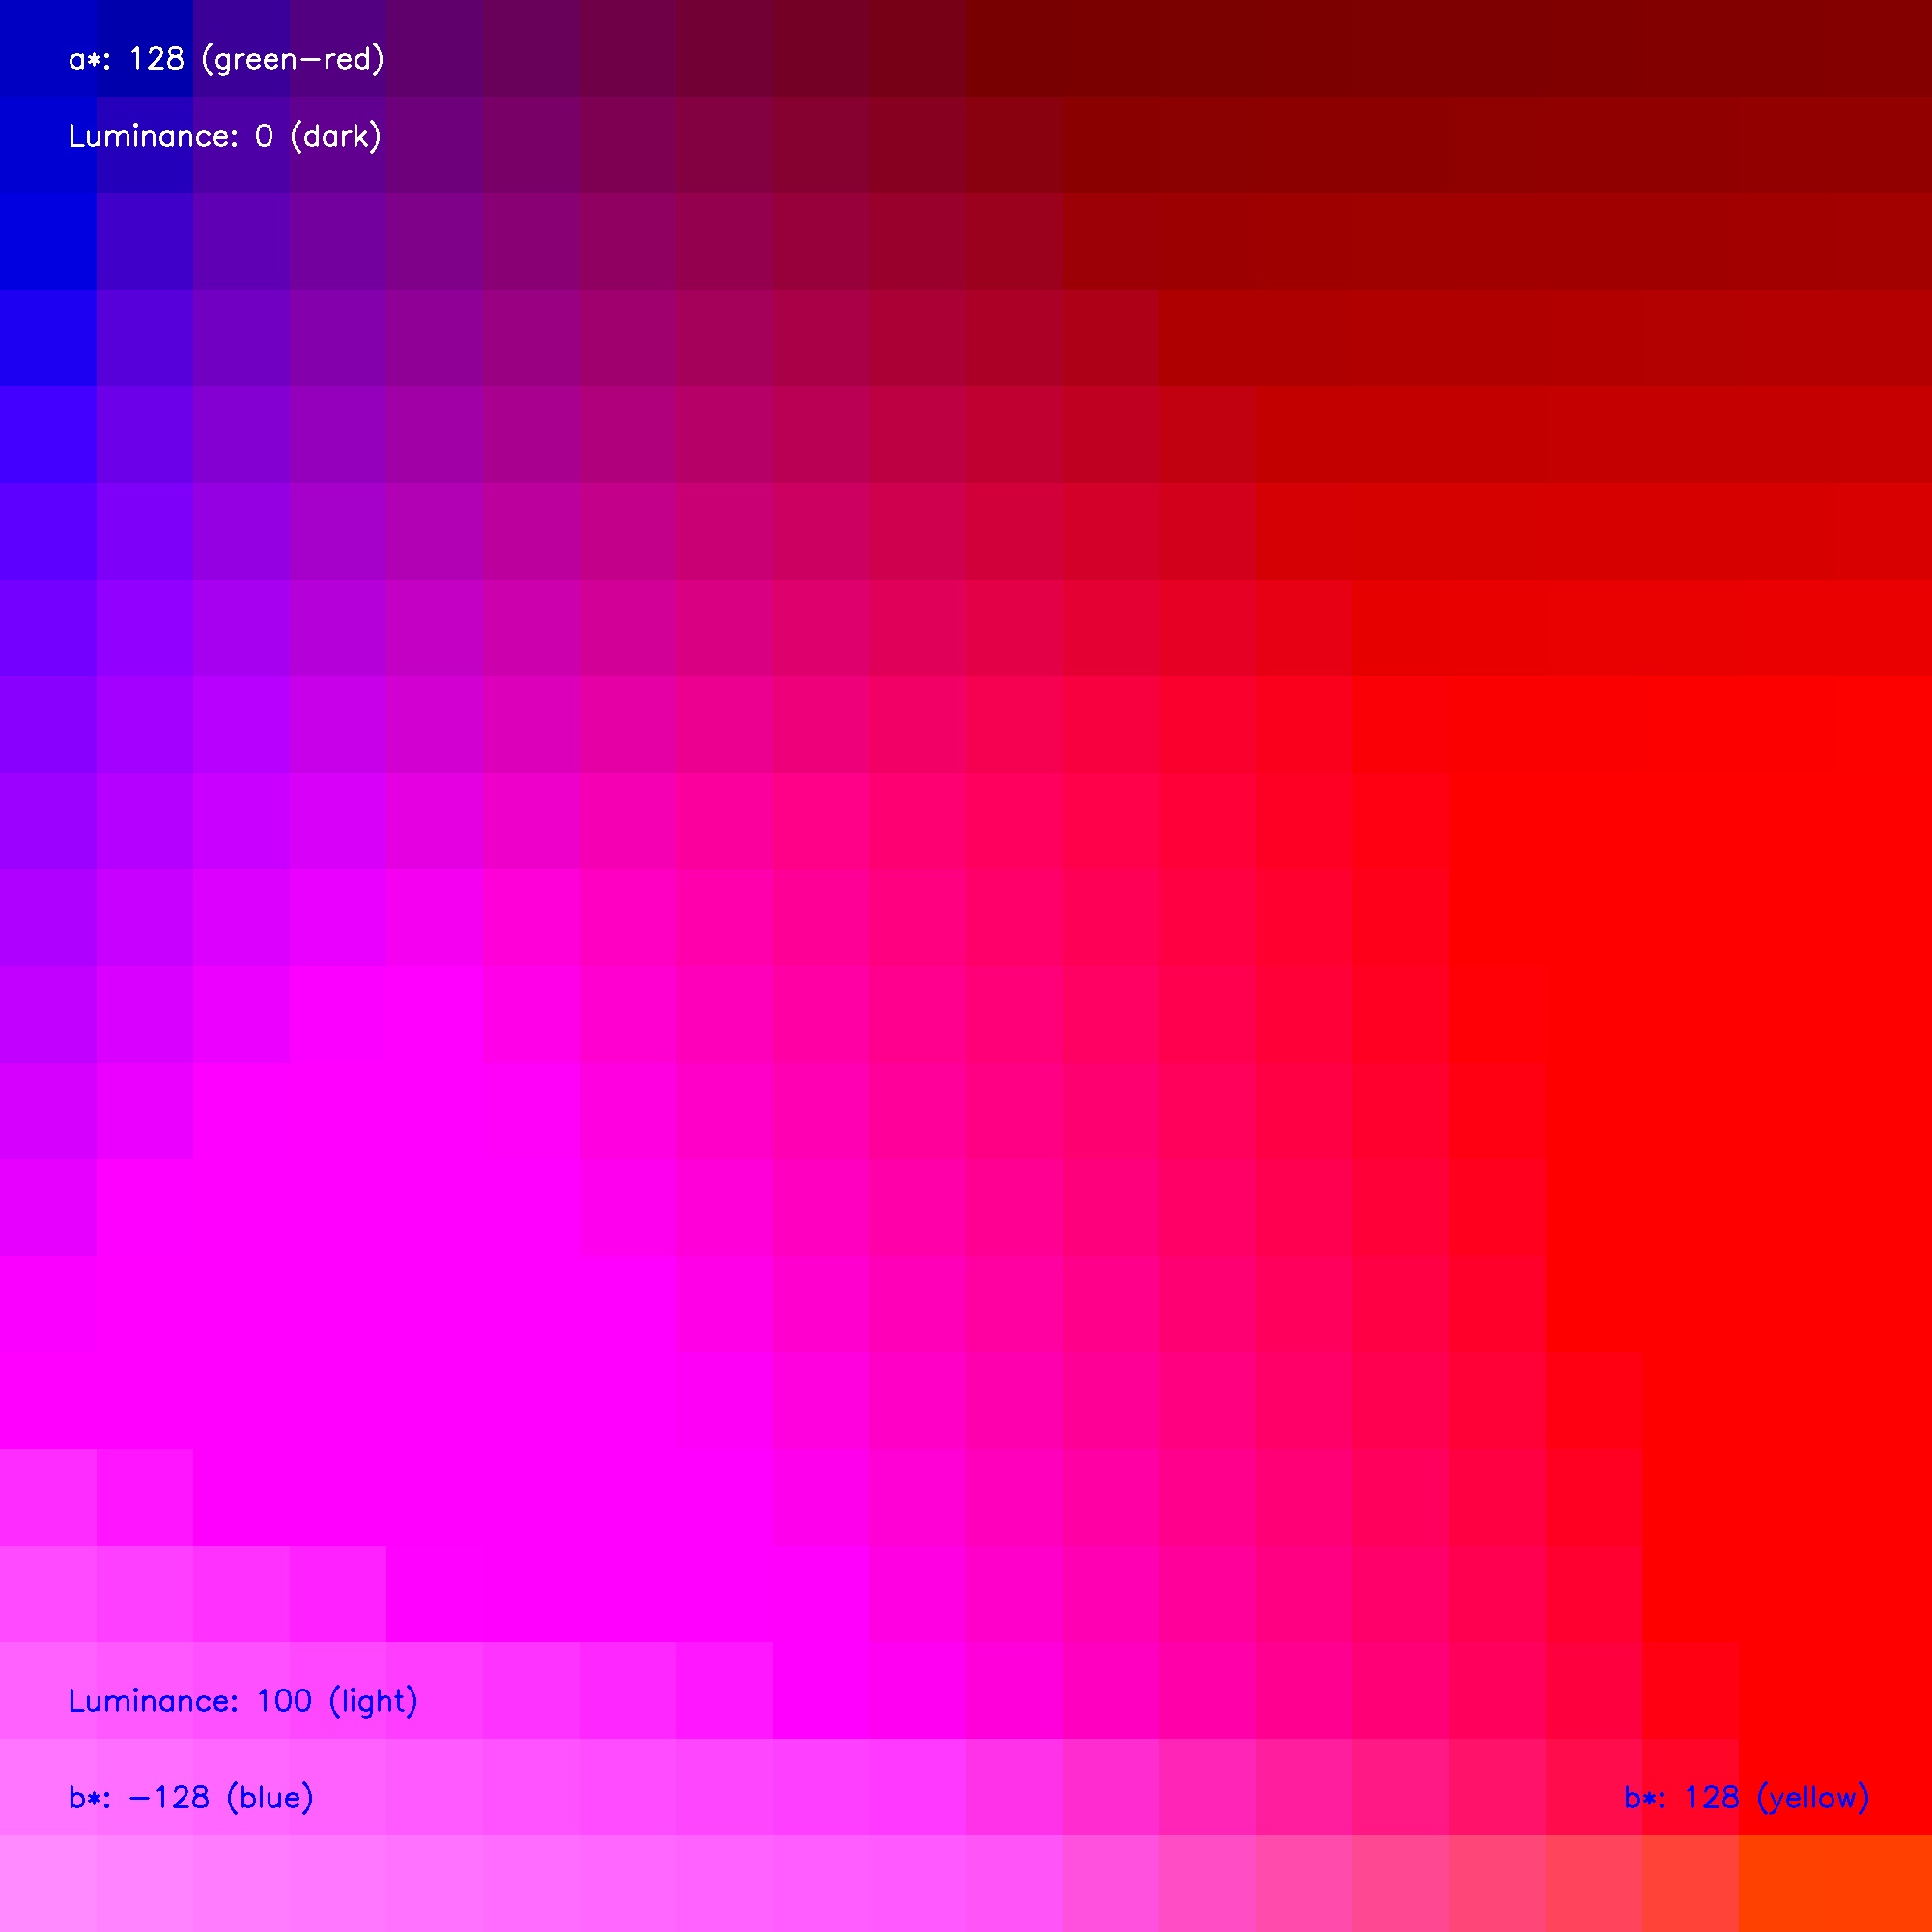 a*: 128 (green-red)
Luminance: 0 (dark)
Luminance: 100 (light)
b*: -128 (blue)
b*: 128 (yellow)